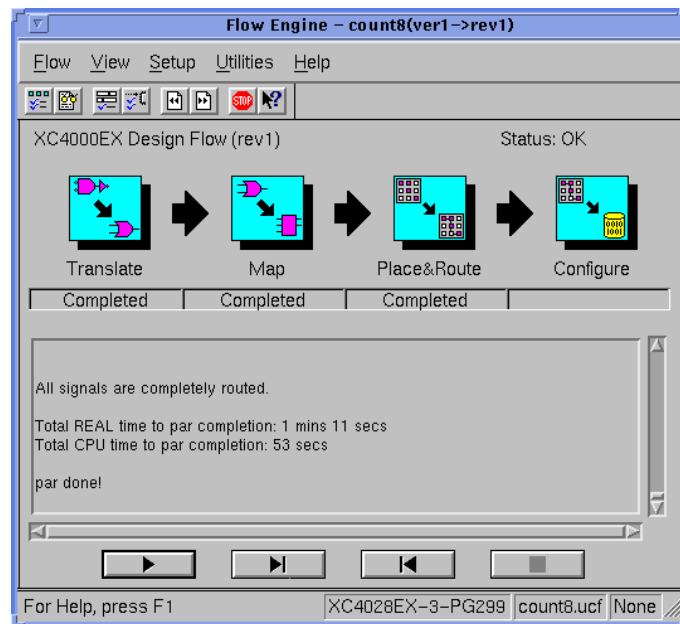 Flow Engine – count8(ver1–>rev1)
Flow View Setup Utilities Help
STOP
XC4000EX Design Flow (rev1) Status: OK
0010
1001
Translate Map Place&Route Configure
Completed Completed Completed
All signals are completely routed.
Total REAL time to par completion: 1 mins 11 secs
Total CPU time to par completion: 53 secs
par done!
For Help, press F1 XC4028EX–3–PG299 count8.ucf None